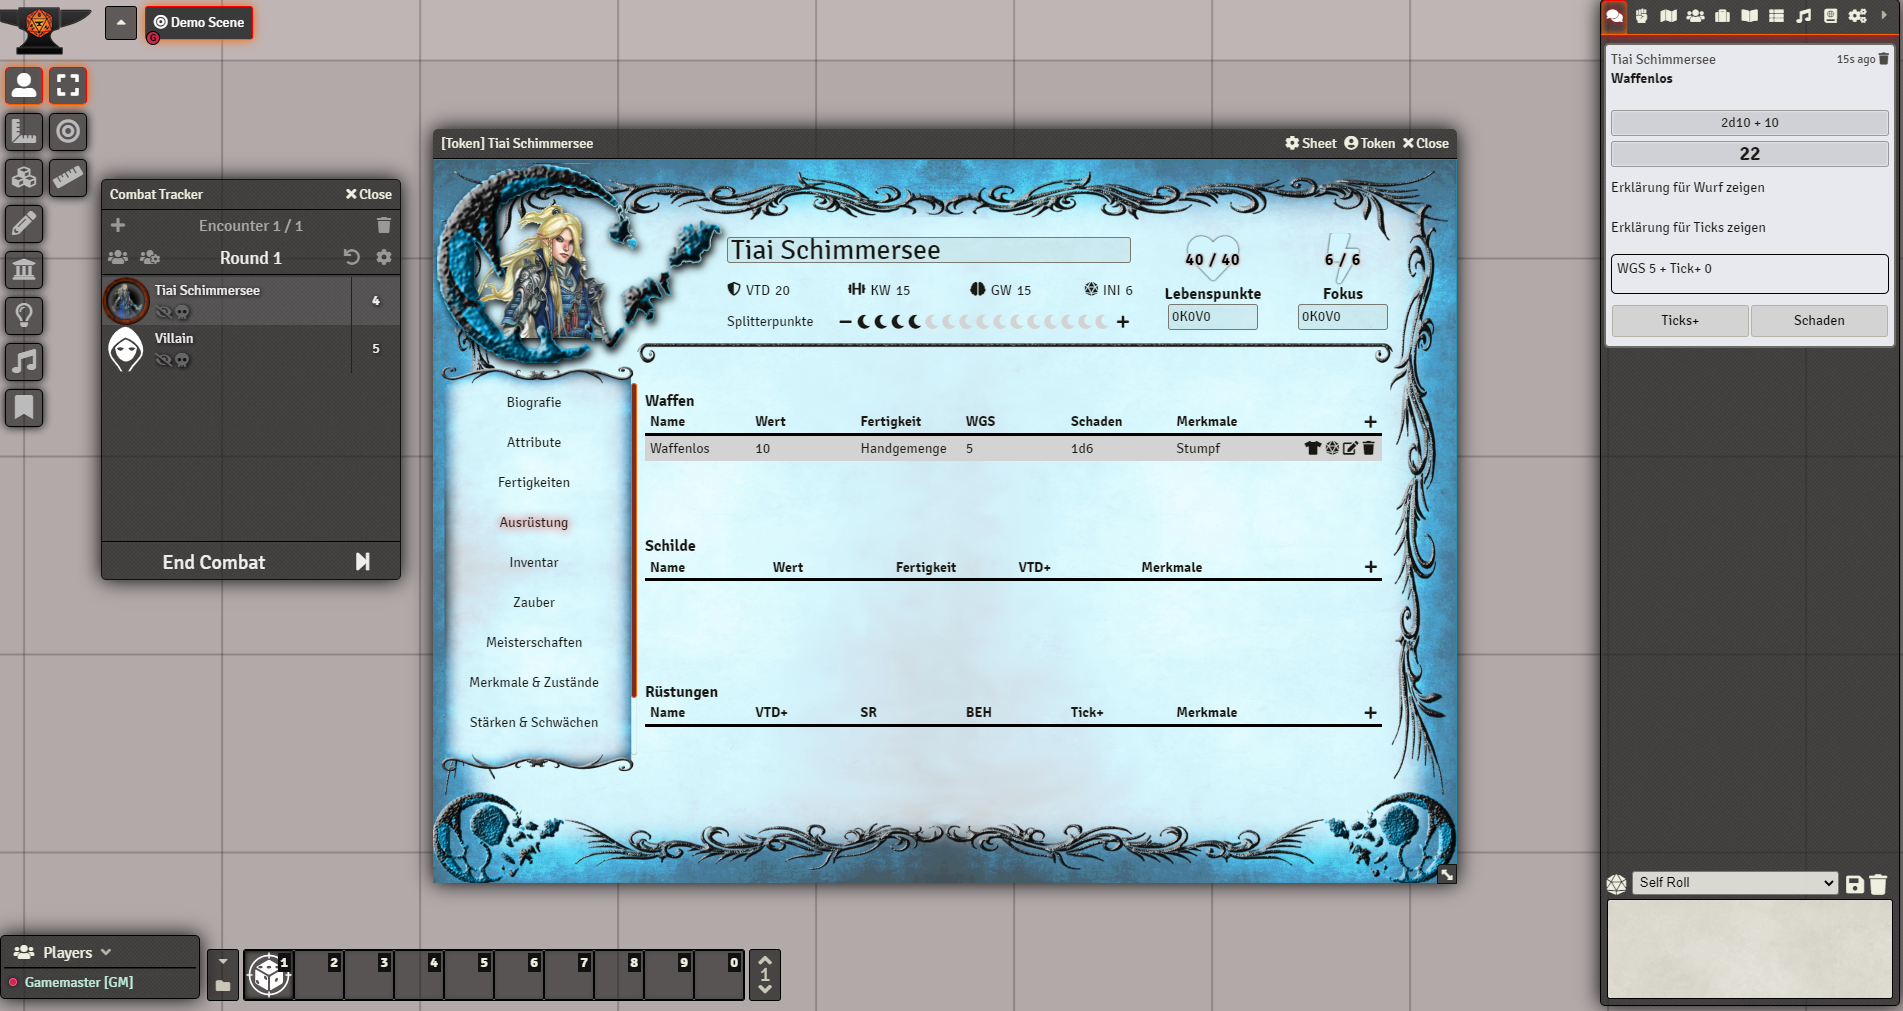 Demo Scene
G
Combat Tracker
Close
Encounter 1 / 1
Round 1
Tiai Schimmersee
4
Villain
5
End Combat
[Token] Tiai Schimmersee
Sheet Token Close
Tiai Schimmersee
40 / 40
6 / 6
VTD 20 KW 15 GW 15 INI 6
Lebenspunkte
Fokus
Splitterpunkte
0K0V0
0K0V0
Biografie
Attribute
Fertigkeiten
Ausrüstung
Inventar
Zauber
Meisterschaften
Merkmale & Zustände
Stärken & Schwächen
Waffen
Name Wert Fertigkeit WGS Schaden Merkmale
Waffenlos 10 Handgemenge 5 1d6 Stumpf
Schilde
Name Wert Fertigkeit VTD+ Merkmale
Rüstungen
Name VTD+ SR BEH Tick+ Merkmale
Tiai Schimmersee
15s ago
Waffenlos
2d10 + 10
22
Erklärung für Wurf zeigen
Erklärung für Ticks zeigen
WGS 5 + Tick+ 0
Ticks+ Schaden
Self Roll
Players
Gamemaster [GM]
1 2 3 4 5 6 7 8 9 0
1